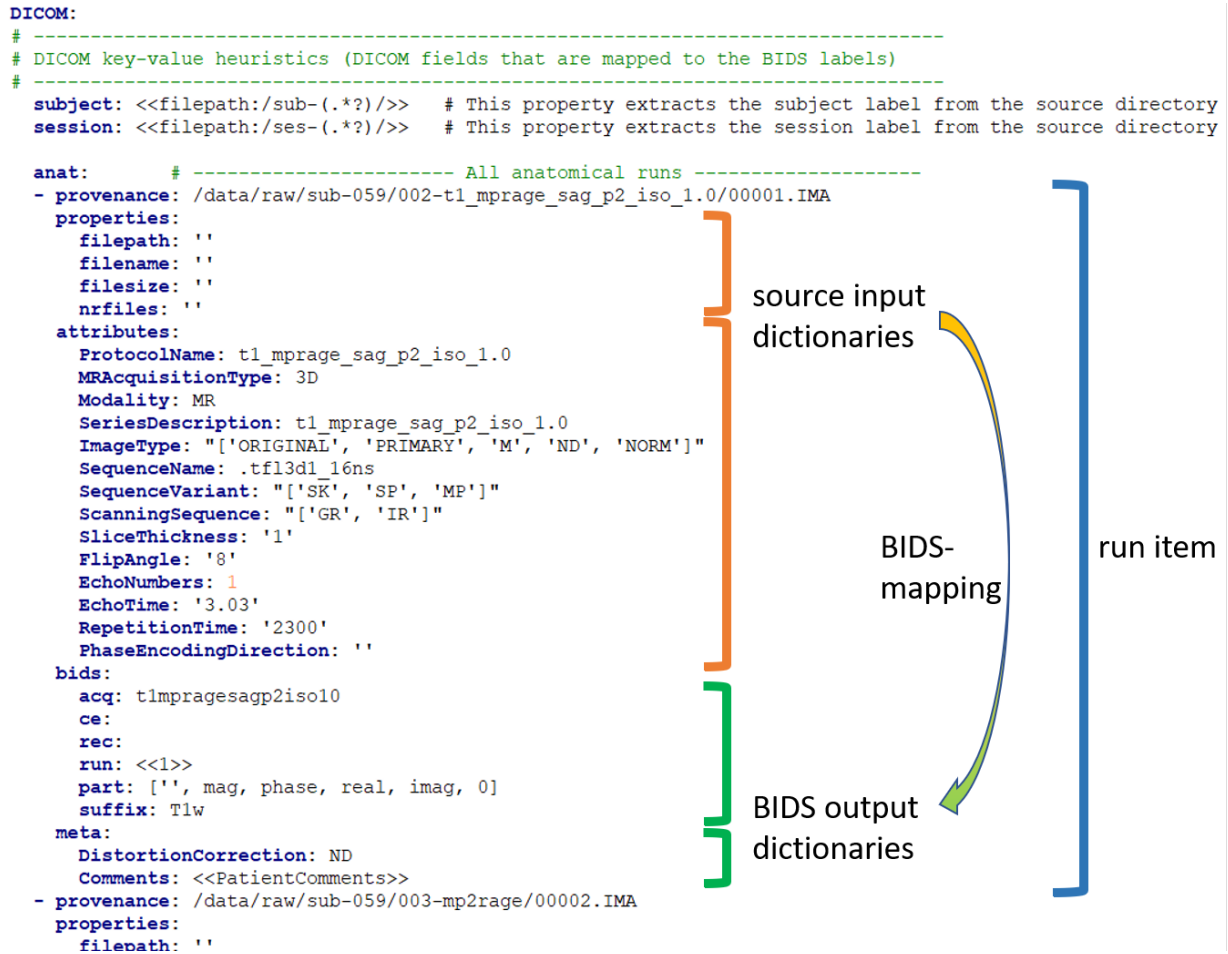 DICOM:
# --------------------------------------------------------------------------------
# DICOM key-value heuristics (DICOM fields that are mapped to the BIDS labels)
# --------------------------------------------------------------------------------
subject: <<filepath:/sub-(.*?)/>>   # This property extracts the subject label from the source directory
session: <<filepath:/ses-(.*?)/>>   # This property extracts the session label from the source directory
anat:       # ----------------------- All anatomical runs --------------------
- provenance: /data/raw/sub-059/002-t1_mprage_sag_p2_iso_1.0/00001.IMA
properties:
filepath: ''
filename: ''
filesize: ''
nrfiles: ''
source input
dictionaries
attributes:
ProtocolName: t1_mprage_sag_p2_iso_1.0
MRAcquisitionType: 3D
Modality: MR
SeriesDescription: t1_mprage_sag_p2_iso_1.0
ImageType: "['ORIGINAL', 'PRIMARY', 'M', 'ND', 'NORM']"
SequenceName: .tfl3d1_16ns
SequenceVariant: "['SK', 'SP', 'MP']"
ScanningSequence: "['GR', 'IR']"
SliceThickness: '1'
FlipAngle: '8'
EchoNumbers: 1
EchoTime: '3.03'
RepetitionTime: '2300'
PhaseEncodingDirection: ''
BIDS-
mapping
run item
bids:
acq: t1mpragesagp2iso10
ce:
rec:
run: <<1>>
part: ['', mag, phase, real, imag, 0]
suffix: T1w
BIDS output
dictionaries
meta:
DistortionCorrection: ND
Comments: <<PatientComments>>
- provenance: /data/raw/sub-059/003-mp2rage/00002.IMA
properties:
filepath: ''